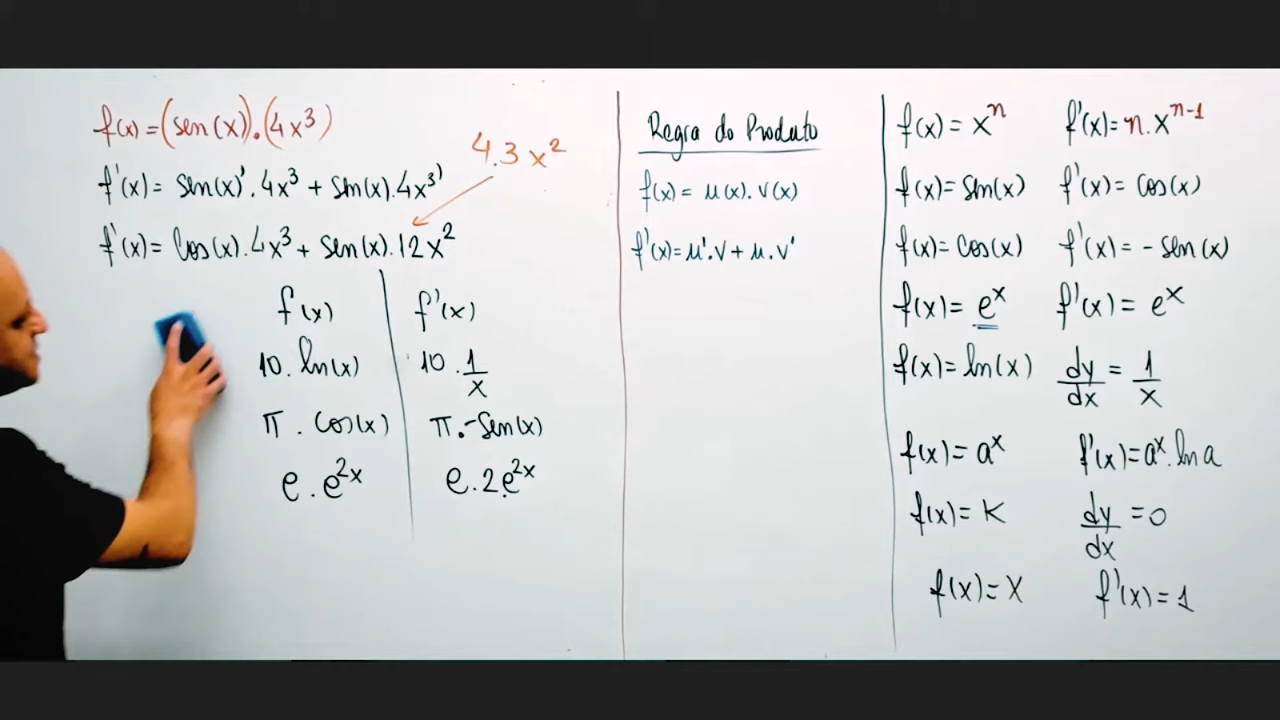 f(x) = (sen(x)).(4x³)
4.3x²
f'(x) = sen(x)'.4x³ + sen(x).4x³)
f'(x) = Cos(x).4x³ + sen(x).12x²
f(x) f'(x)
10.ln(x) 10.1/x
π.Cos(x) π.-Sen(x)
e.e^2x e.2e^2x
Regra do Produto
f(x) = u(x).v(x)
f'(x) = u'.v + u.v'
f(x) = x^n f'(x) = n.x^n-1
f(x) = sen(x) f'(x) = Cos(x)
f(x) = Cos(x) f'(x) = -sen(x)
f(x) = e^x f'(x) = e^x
f(x) = ln(x) dy/dx = 1/x
f(x) = a^x f'(x) = a^x.ln a
f(x) = K dy/dx = 0
f(x) = X f'(x) = 1